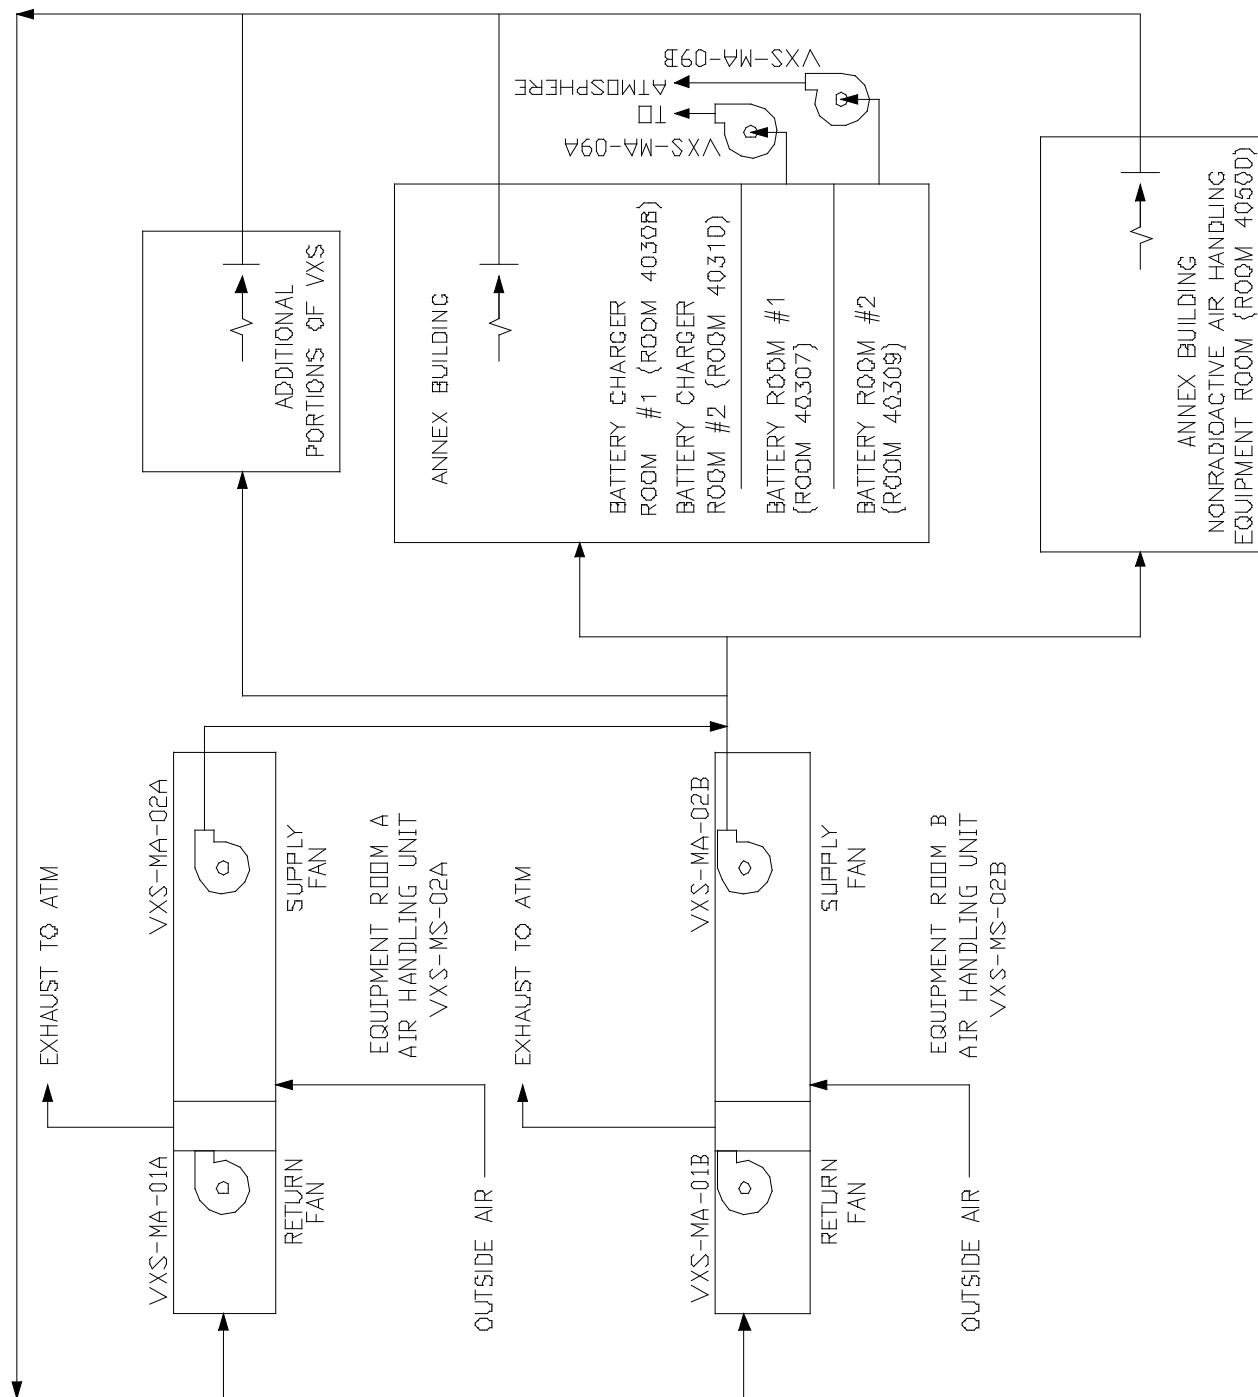 VXS-MA-09B
ATMOSPHERE
TO
VXS-MA-09A
ADDITIONAL
PORTIONS OF VXS
ANNEX BUILDING
BATTERY CHARGER
ROOM #1 (ROOM 40308)
BATTERY CHARGER
ROOM #2 (ROOM 40310)
BATTERY ROOM #1
(ROOM 40307)
BATTERY ROOM #2
(ROOM 40309)
ANNEX BUILDING
NONRADIOACTIVE AIR HANDLING
EQUIPMENT ROOM (ROOM 40500)
EXHAUST TO ATM
VXS-MA-01A
VXS-MA-02A
RETURN
FAN
SUPPLY
FAN
EQUIPMENT ROOM A
AIR HANDLING UNIT
VXS-MS-02A
OUTSIDE AIR
EXHAUST TO ATM
VXS-MA-01B
VXS-MA-02B
RETURN
FAN
SUPPLY
FAN
EQUIPMENT ROOM B
AIR HANDLING UNIT
VXS-MS-02B
OUTSIDE AIR